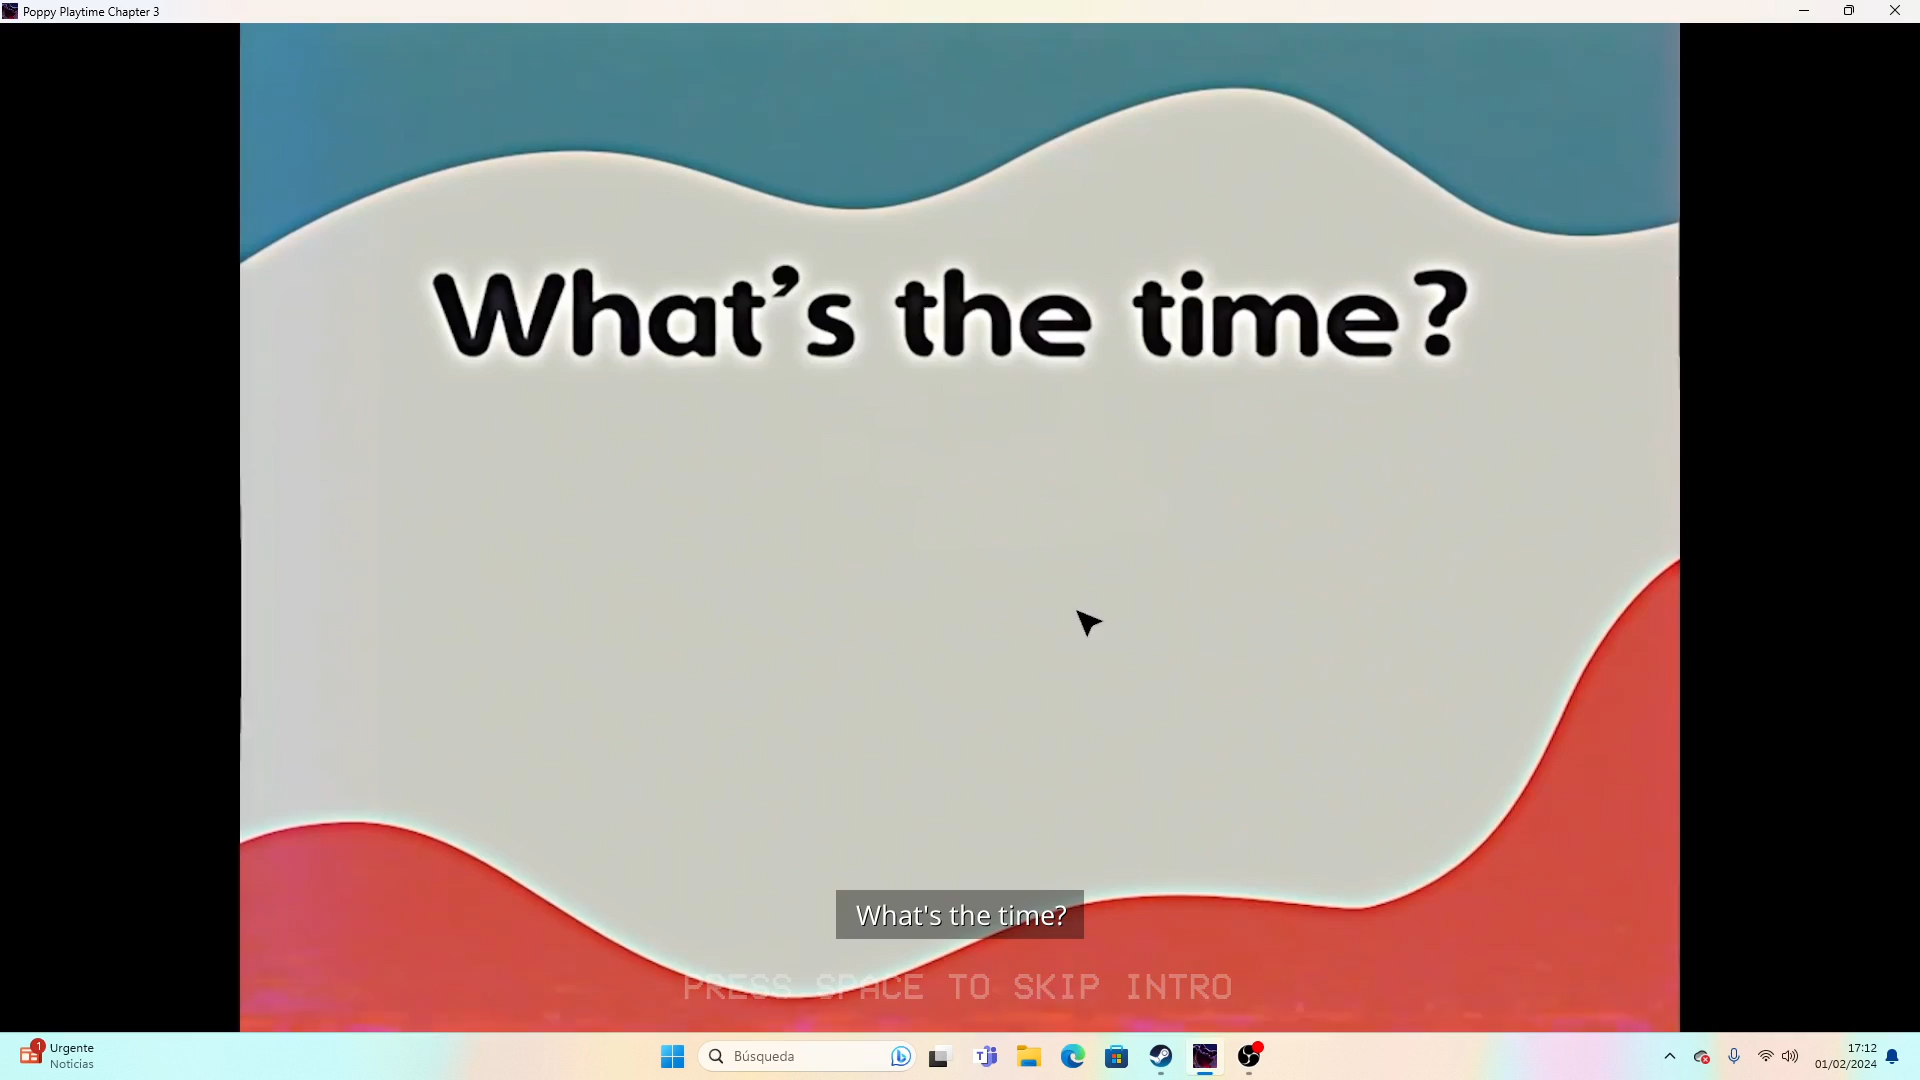 Poppy Playtime Chapter 3
What’s the time?
What's the time?
PRESS SPACE TO SKIP INTRO
1
Urgente
Noticias
Búsqueda
17:12
01/02/2024